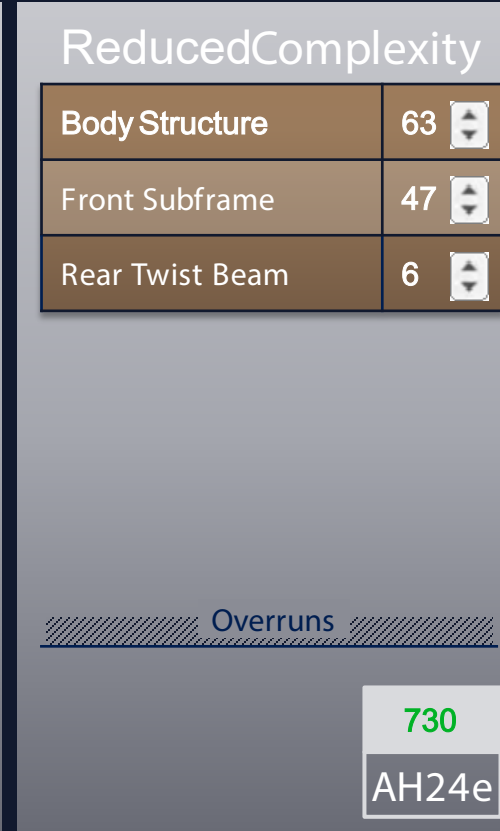 ReducedComplexity
Body Structure 63
Front Subframe 47
Rear Twist Beam 6
Overruns
730
AH24e